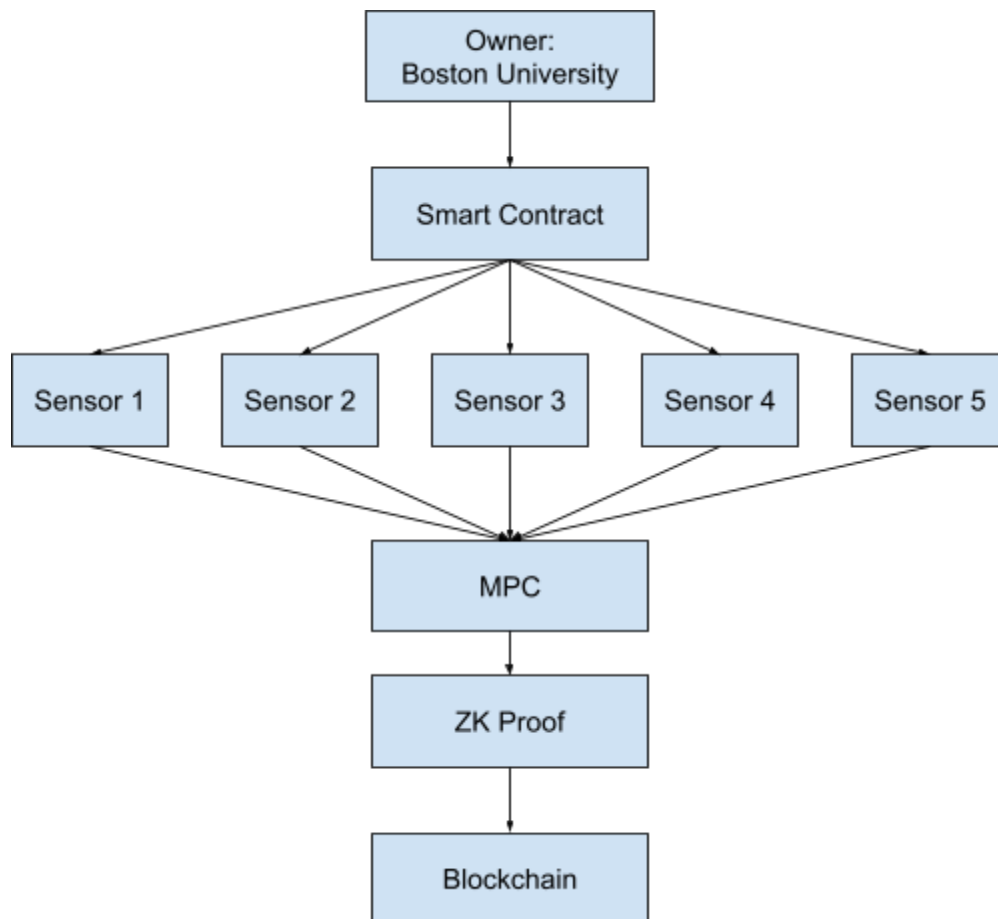 Owner:
Boston University
Smart Contract
Sensor 1
Sensor 2
Sensor 3
Sensor 4
Sensor 5
MPC
ZK Proof
Blockchain